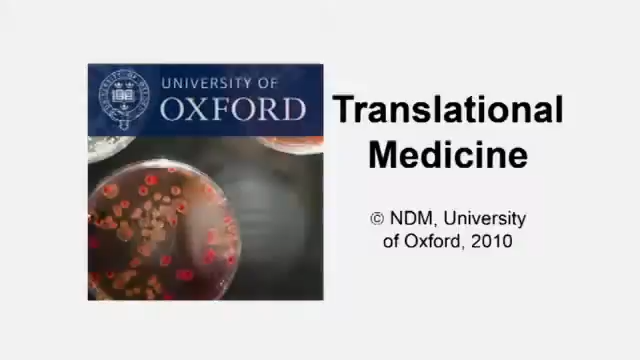 UNIVERSITY OF
OXFORD
Translational
Medicine
© NDM, University
of Oxford, 2010